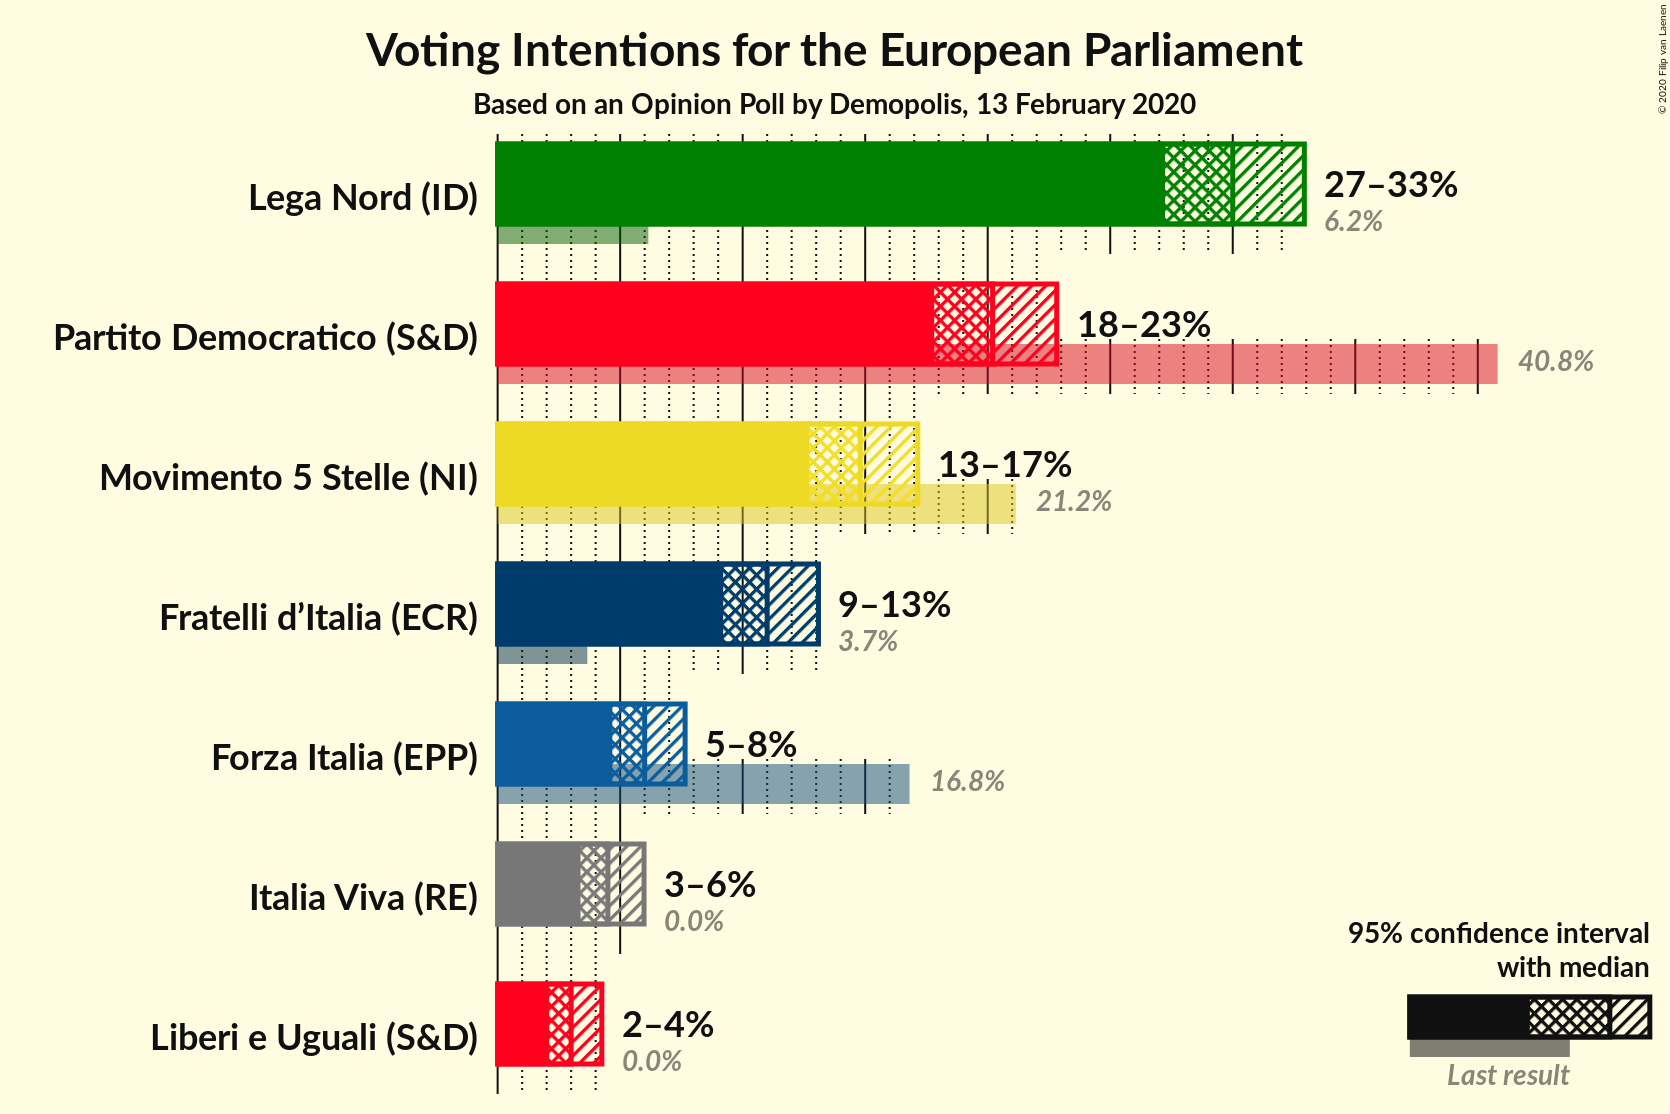 Voting Intentions for the European Parliament
Based on an Opinion Poll by Demopolis, 13 February 2020
© 2020 Filip van Laenen
Lega Nord (ID)
27–33%
6.2%
Partito Democratico (S&D)
18–23%
40.8%
Movimento 5 Stelle (NI)
13–17%
21.2%
Fratelli d’Italia (ECR)
9–13%
3.7%
Forza Italia (EPP)
5–8%
16.8%
Italia Viva (RE)
3–6%
0.0%
Liberi e Uguali (S&D)
2–4%
0.0%
95% confidence interval
with median
Last result